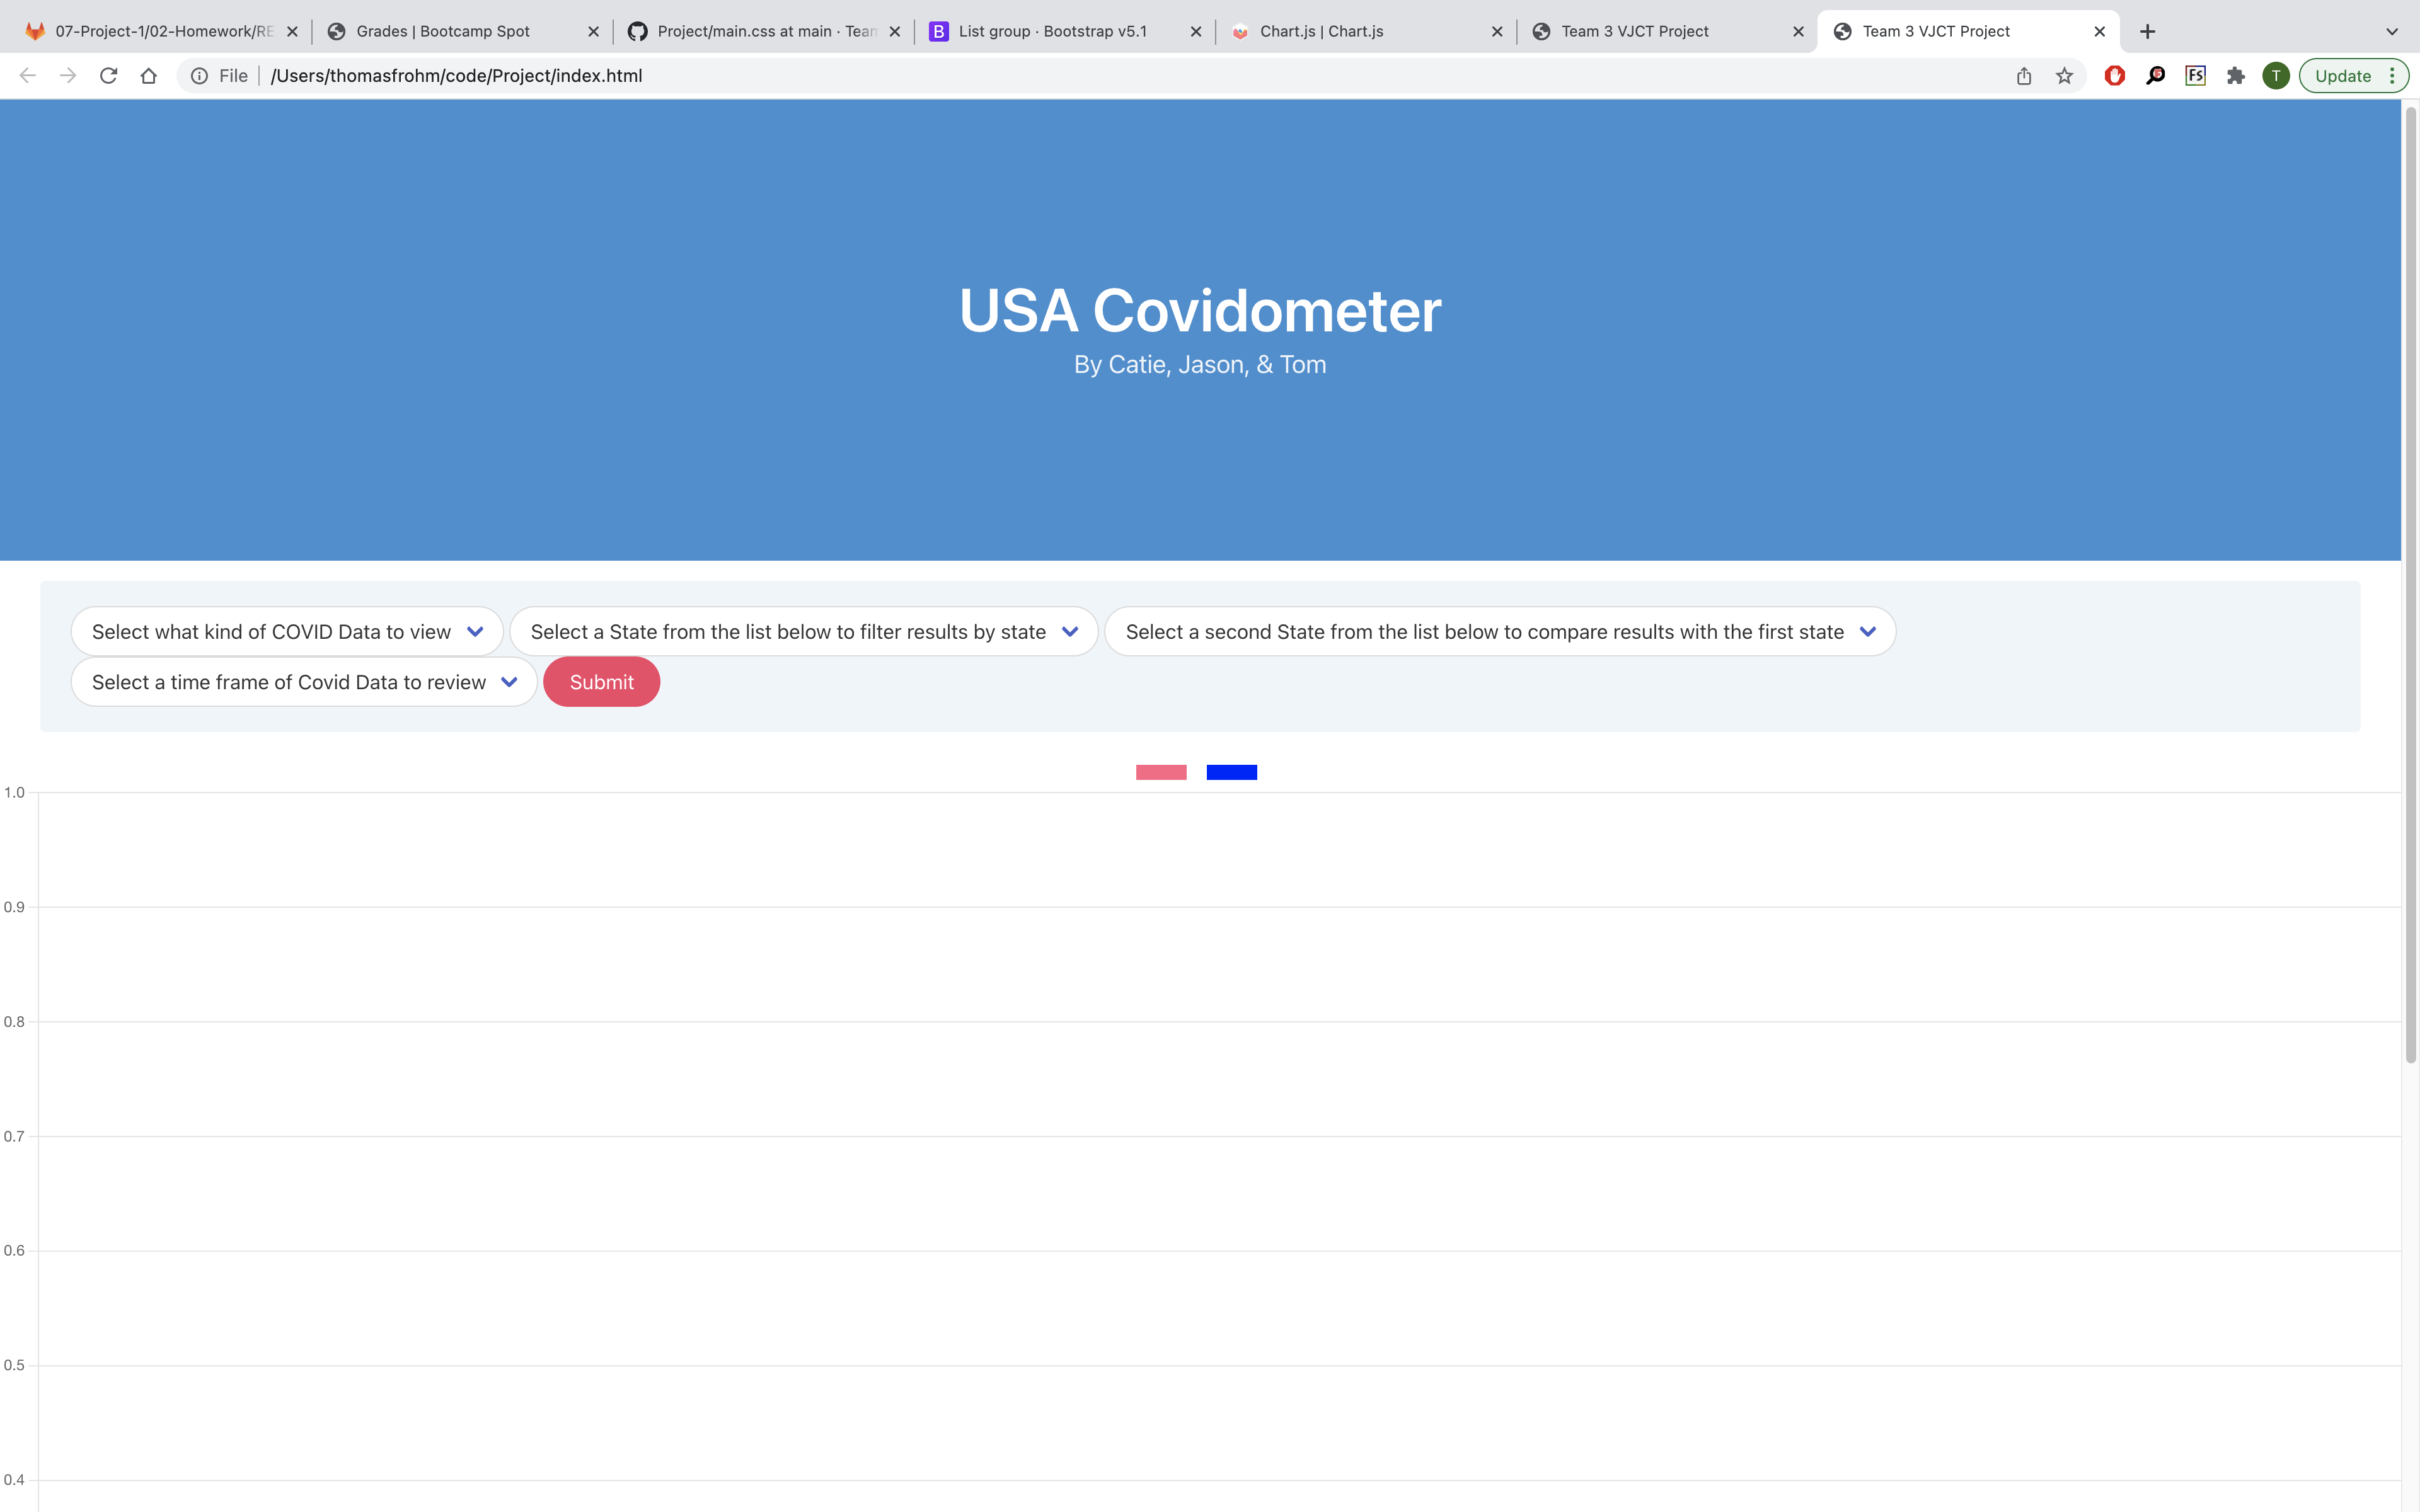 07-Project-1/02-Homework/RE
Grades | Bootcamp Spot
Project/main.css at main · Team
B List group · Bootstrap v5.1
Chart.js | Chart.js
Team 3 VJCT Project
Team 3 VJCT Project
File /Users/thomasfrohm/code/Project/index.html
FS
T
Update
USA Covidometer
By Catie, Jason, & Tom
Select what kind of COVID Data to view
Select a State from the list below to filter results by state
Select a second State from the list below to compare results with the first state
Select a time frame of Covid Data to review
Submit
1.0
0.9
0.8
0.7
0.6
0.5
0.4